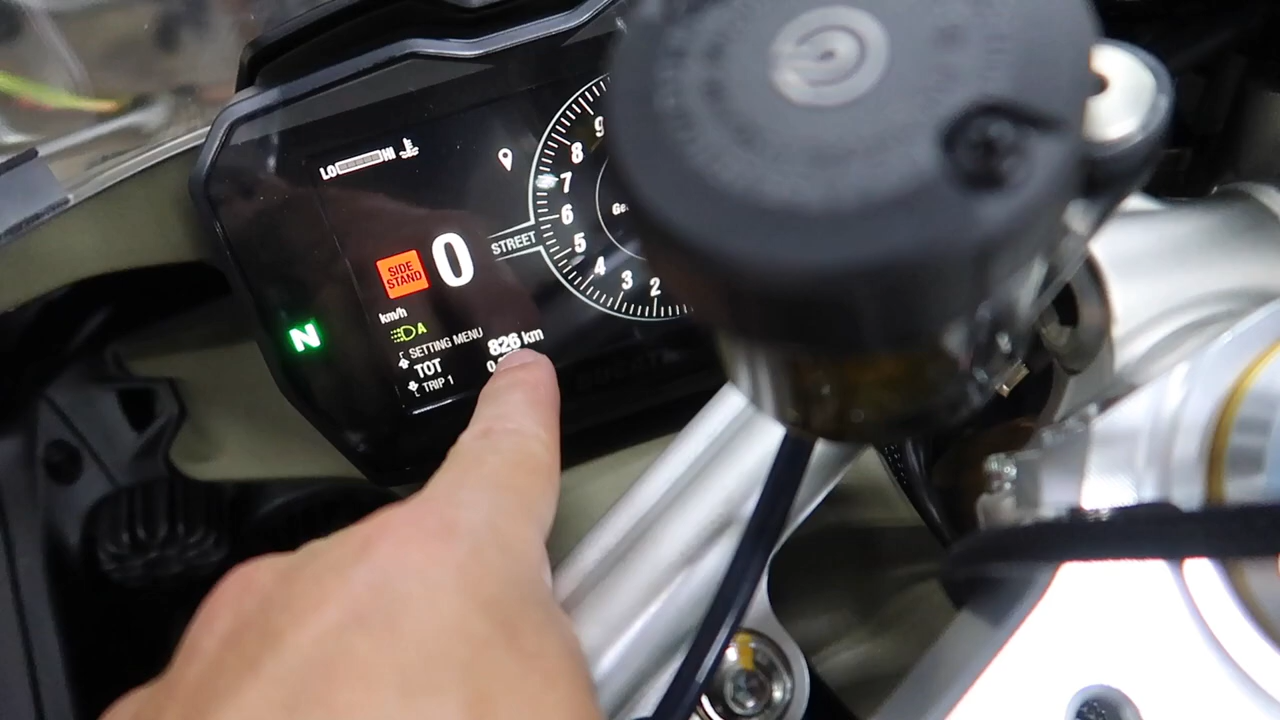 LO HI
9
8
7
6
5
4
3
2
STREET
SIDE
STAND
0
km/h
N
A
SETTING MENU
TOT 826 km
TRIP 1